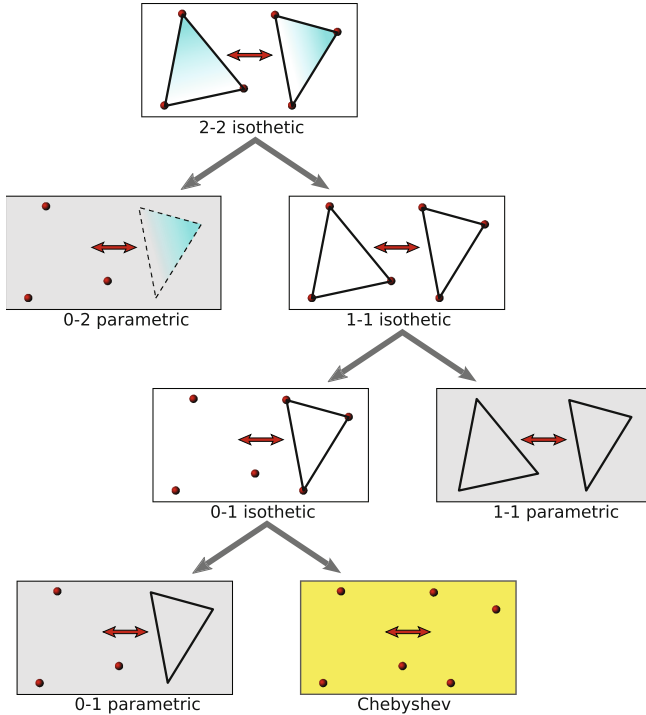 2-2 isothetic
0-2 parametric
1-1 isothetic
0-1 isothetic
1-1 parametric
0-1 parametric
Chebyshev